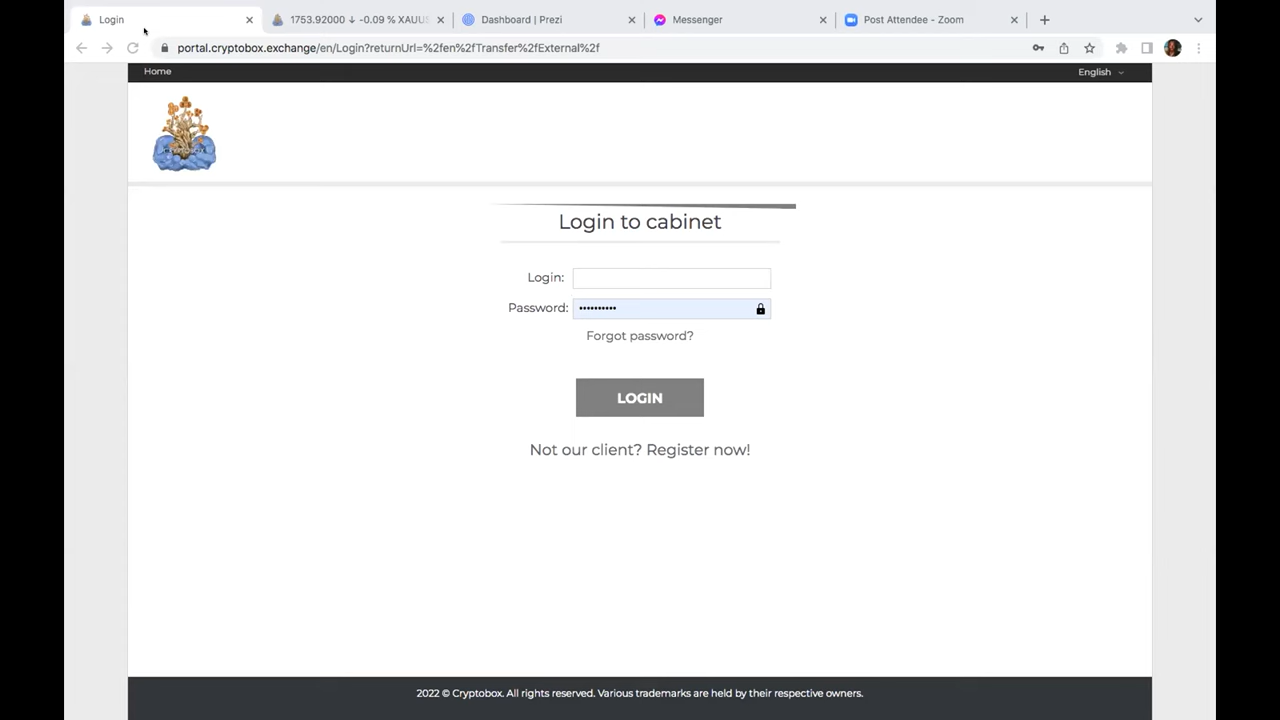 Login
1753.92000 ↓ -0.09 % XAUUS
Dashboard | Prezi
Messenger
Post Attendee - Zoom
portal.cryptobox.exchange/en/Login?returnUrl=%2fen%2fTransfer%2fExternal%2f
Home
English
Login to cabinet
Login:
Password: ••••••••••
Forgot password?
LOGIN
Not our client? Register now!
2022 © Cryptobox. All rights reserved. Various trademarks are held by their respective owners.